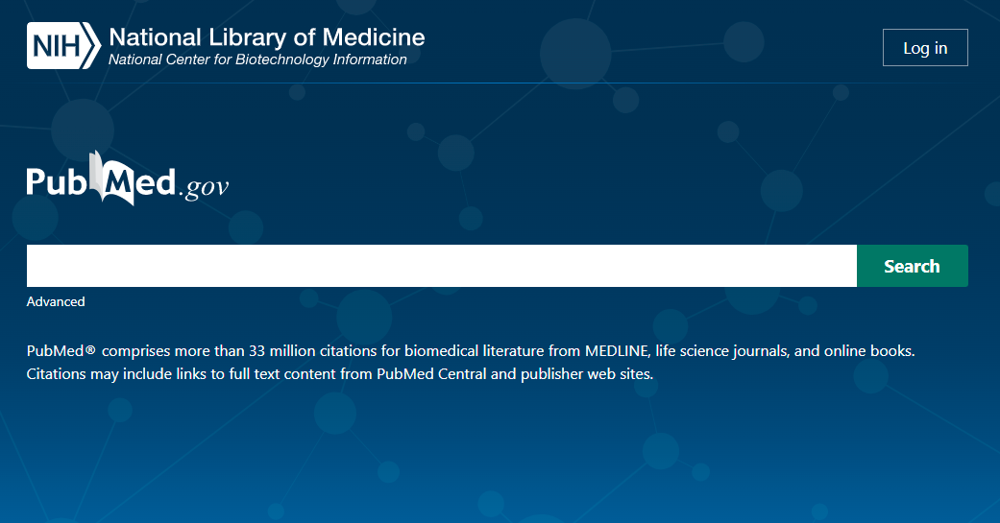 NIH National Library of Medicine
National Center for Biotechnology Information
Log in
PubMed.gov
Search
Advanced
PubMed® comprises more than 33 million citations for biomedical literature from MEDLINE, life science journals, and online books.
Citations may include links to full text content from PubMed Central and publisher web sites.